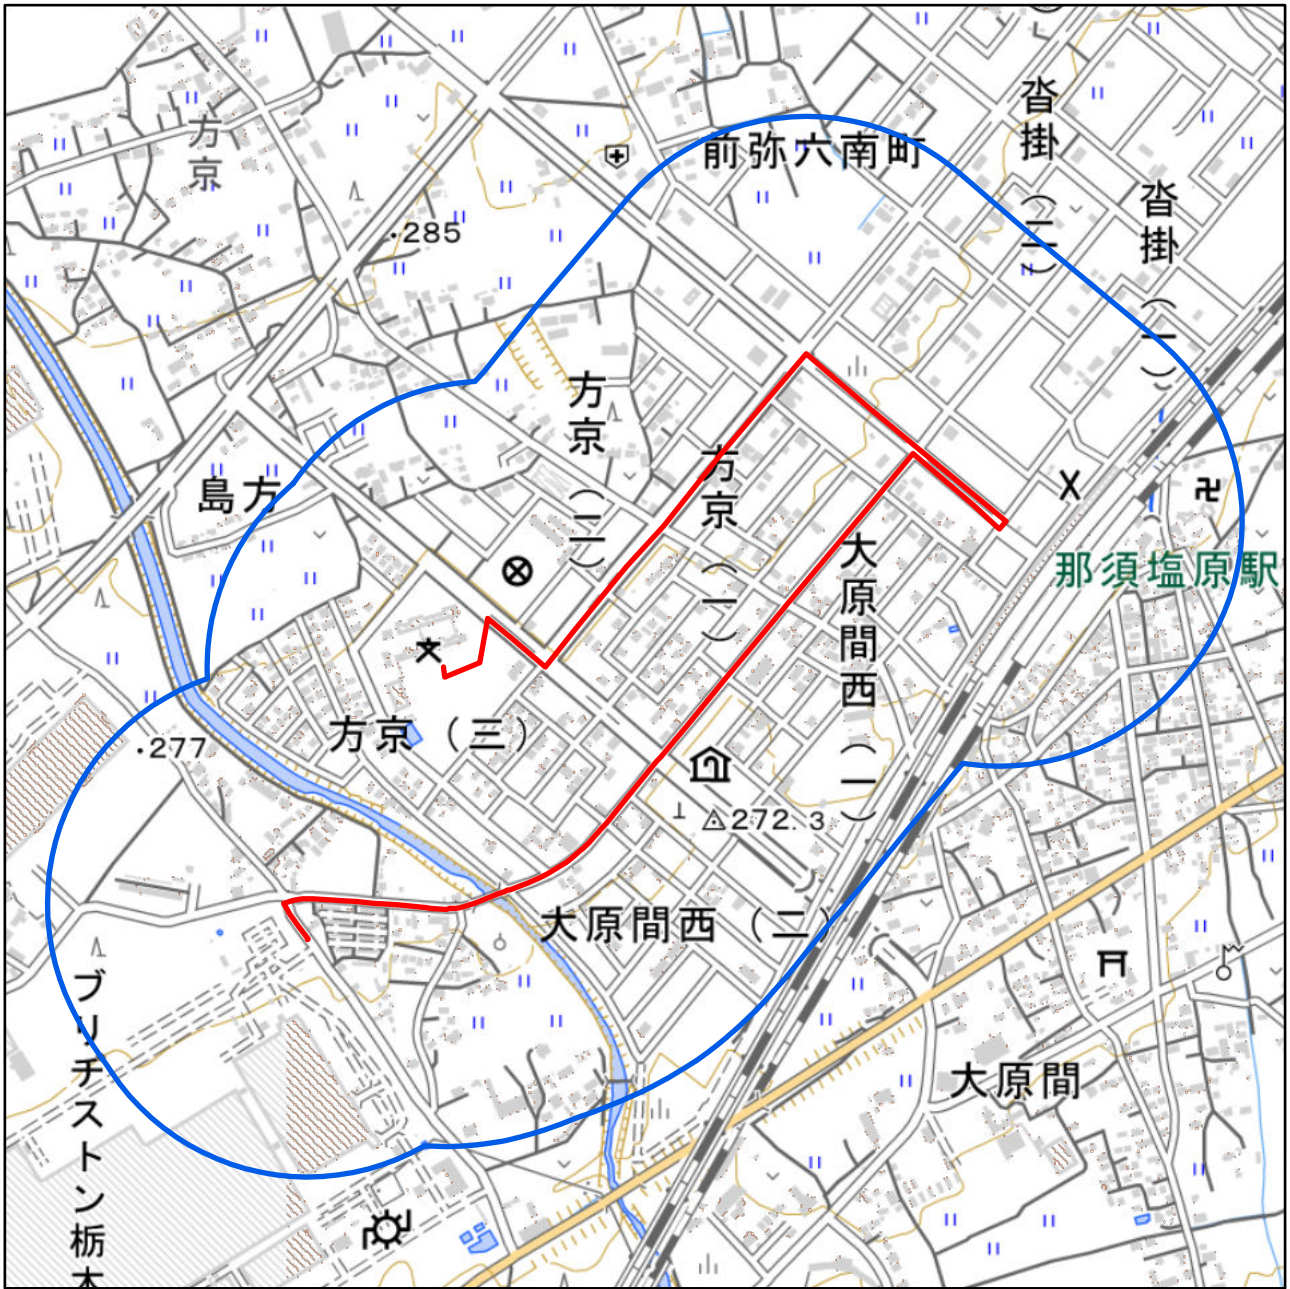 沓掛（二）
沓掛（一）
前弥六南町
方京
・285
方京（二）
方京（一）
島方
大原間西（一）
那須塩原駅
方京（三）
・277
272.3
大原間西（二）
ブリヂストン栃木
大原間